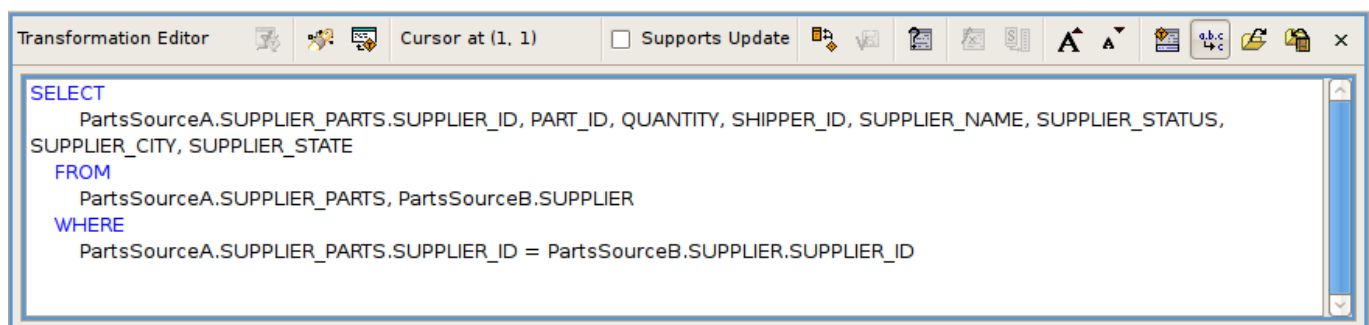 Transformation Editor Cursor at (1, 1) Supports Update
SELECT
PartsSourceA.SUPPLIER_PARTS.SUPPLIER_ID, PART_ID, QUANTITY, SHIPPER_ID, SUPPLIER_NAME, SUPPLIER_STATUS,
SUPPLIER_CITY, SUPPLIER_STATE
FROM
PartsSourceA.SUPPLIER_PARTS, PartsSourceB.SUPPLIER
WHERE
PartsSourceA.SUPPLIER_PARTS.SUPPLIER_ID = PartsSourceB.SUPPLIER.SUPPLIER_ID